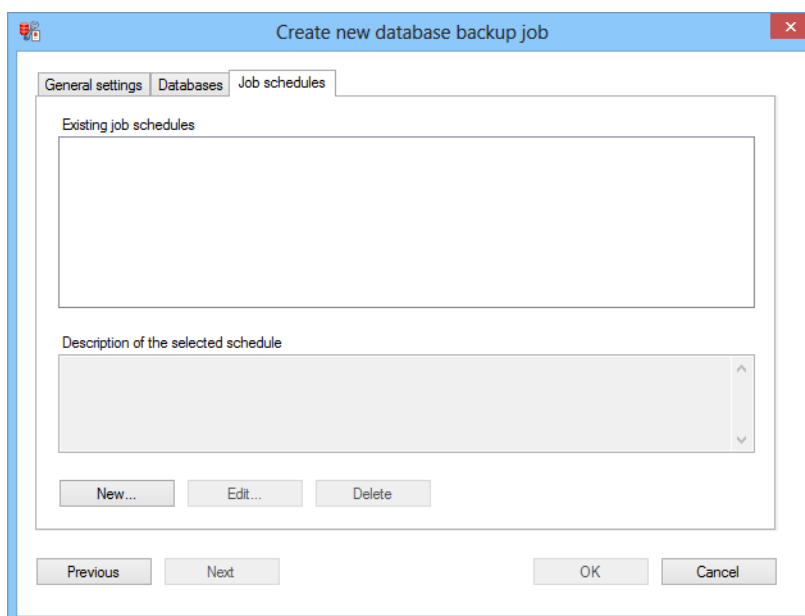 Create new database backup job
General settings Databases Job schedules
Existing job schedules
Description of the selected schedule
New... Edit... Delete
Previous Next OK Cancel